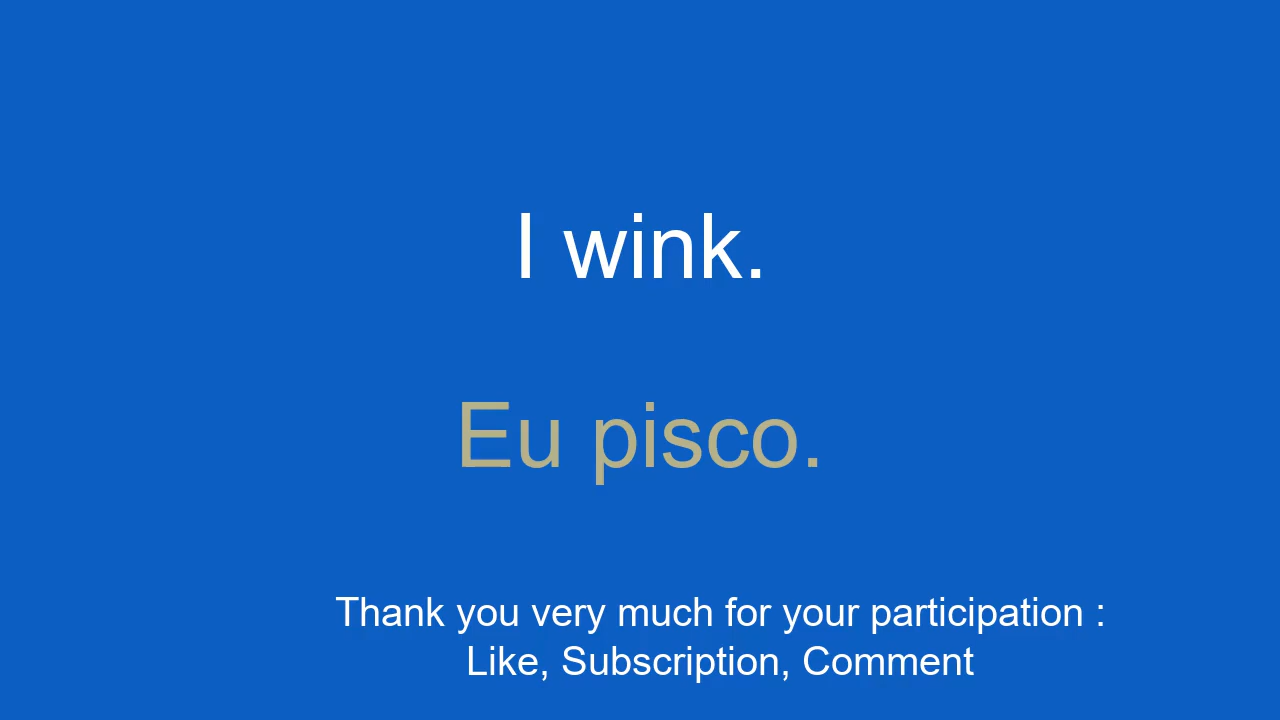 I wink.
Eu pisco.
Thank you very much for your participation :
Like, Subscription, Comment